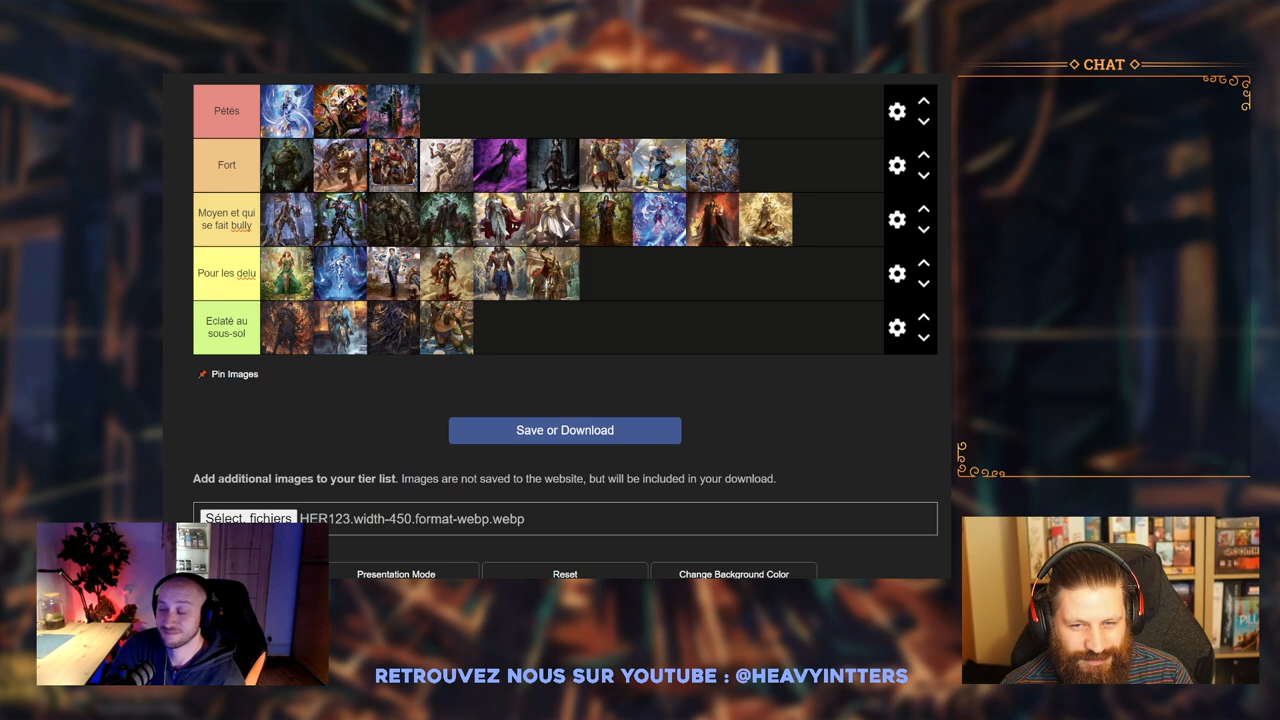 CHAT
Pétés
Fort
Moyen et qui
se fait bully
Pour les delu
Eclaté au
sous-sol
Pin Images
Save or Download
Add additional images to your tier list. Images are not saved to the website, but will be included in your download.
Sélect. fichiers HER123.width-450.format-webp.webp
Presentation Mode
Reset
Change Background Color
RETROUVEZ NOUS SUR YOUTUBE : @HEAVYINTTERS